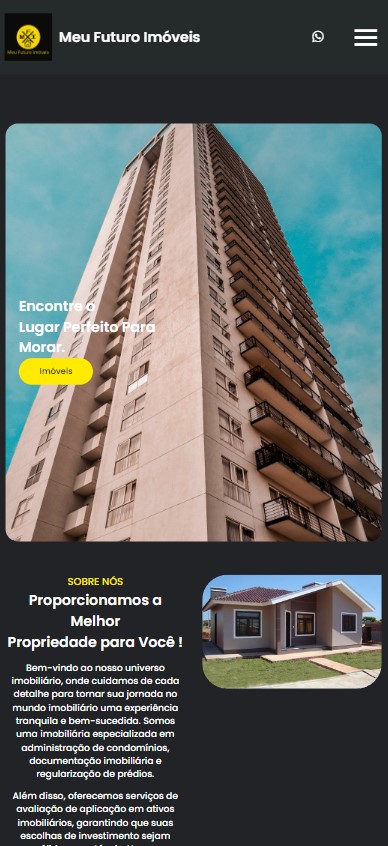 Meu Futuro Imóveis
Meu Futuro Imóveis
Encontre o
Lugar Perfeito Para
Morar.
Imóveis
SOBRE NÓS
Proporcionamos a
Melhor
Propriedade para Você !
Bem-vindo ao nosso universo
imobiliário, onde cuidamos de cada
detalhe para tornar sua jornada no
mundo imobiliário uma experiência
tranquila e bem-sucedida. Somos
uma imobiliária especializada em
administração de condomínios,
documentação imobiliária e
regularização de prédios.
Além disso, oferecemos serviços de
avaliação de aplicação em ativos
imobiliários, garantindo que suas
escolhas de investimento sejam